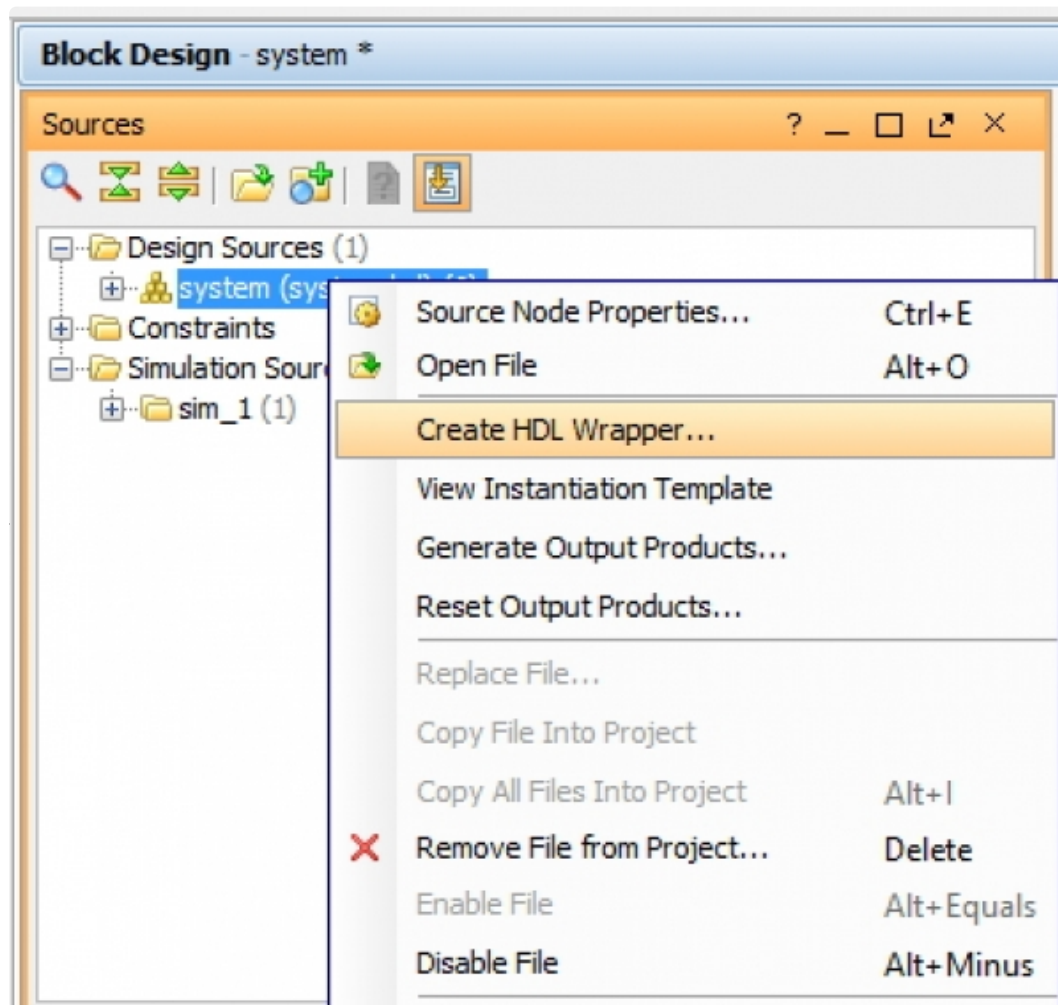 Block Design - system *
Sources
? _ □ ×
Design Sources (1)
system (sys
Constraints
Simulation Sour
sim_1 (1)
Source Node Properties... Ctrl+E
Open File Alt+O
Create HDL Wrapper...
View Instantiation Template
Generate Output Products...
Reset Output Products...
Replace File...
Copy File Into Project
Copy All Files Into Project Alt+I
Remove File from Project... Delete
Enable File Alt+Equals
Disable File Alt+Minus